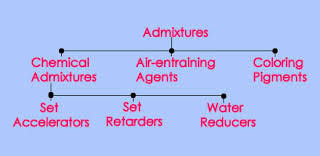 Admixtures
Chemical Admixtures
Air-entraining Agents
Coloring Pigments
Set Accelerators
Set Retarders
Water Reducers